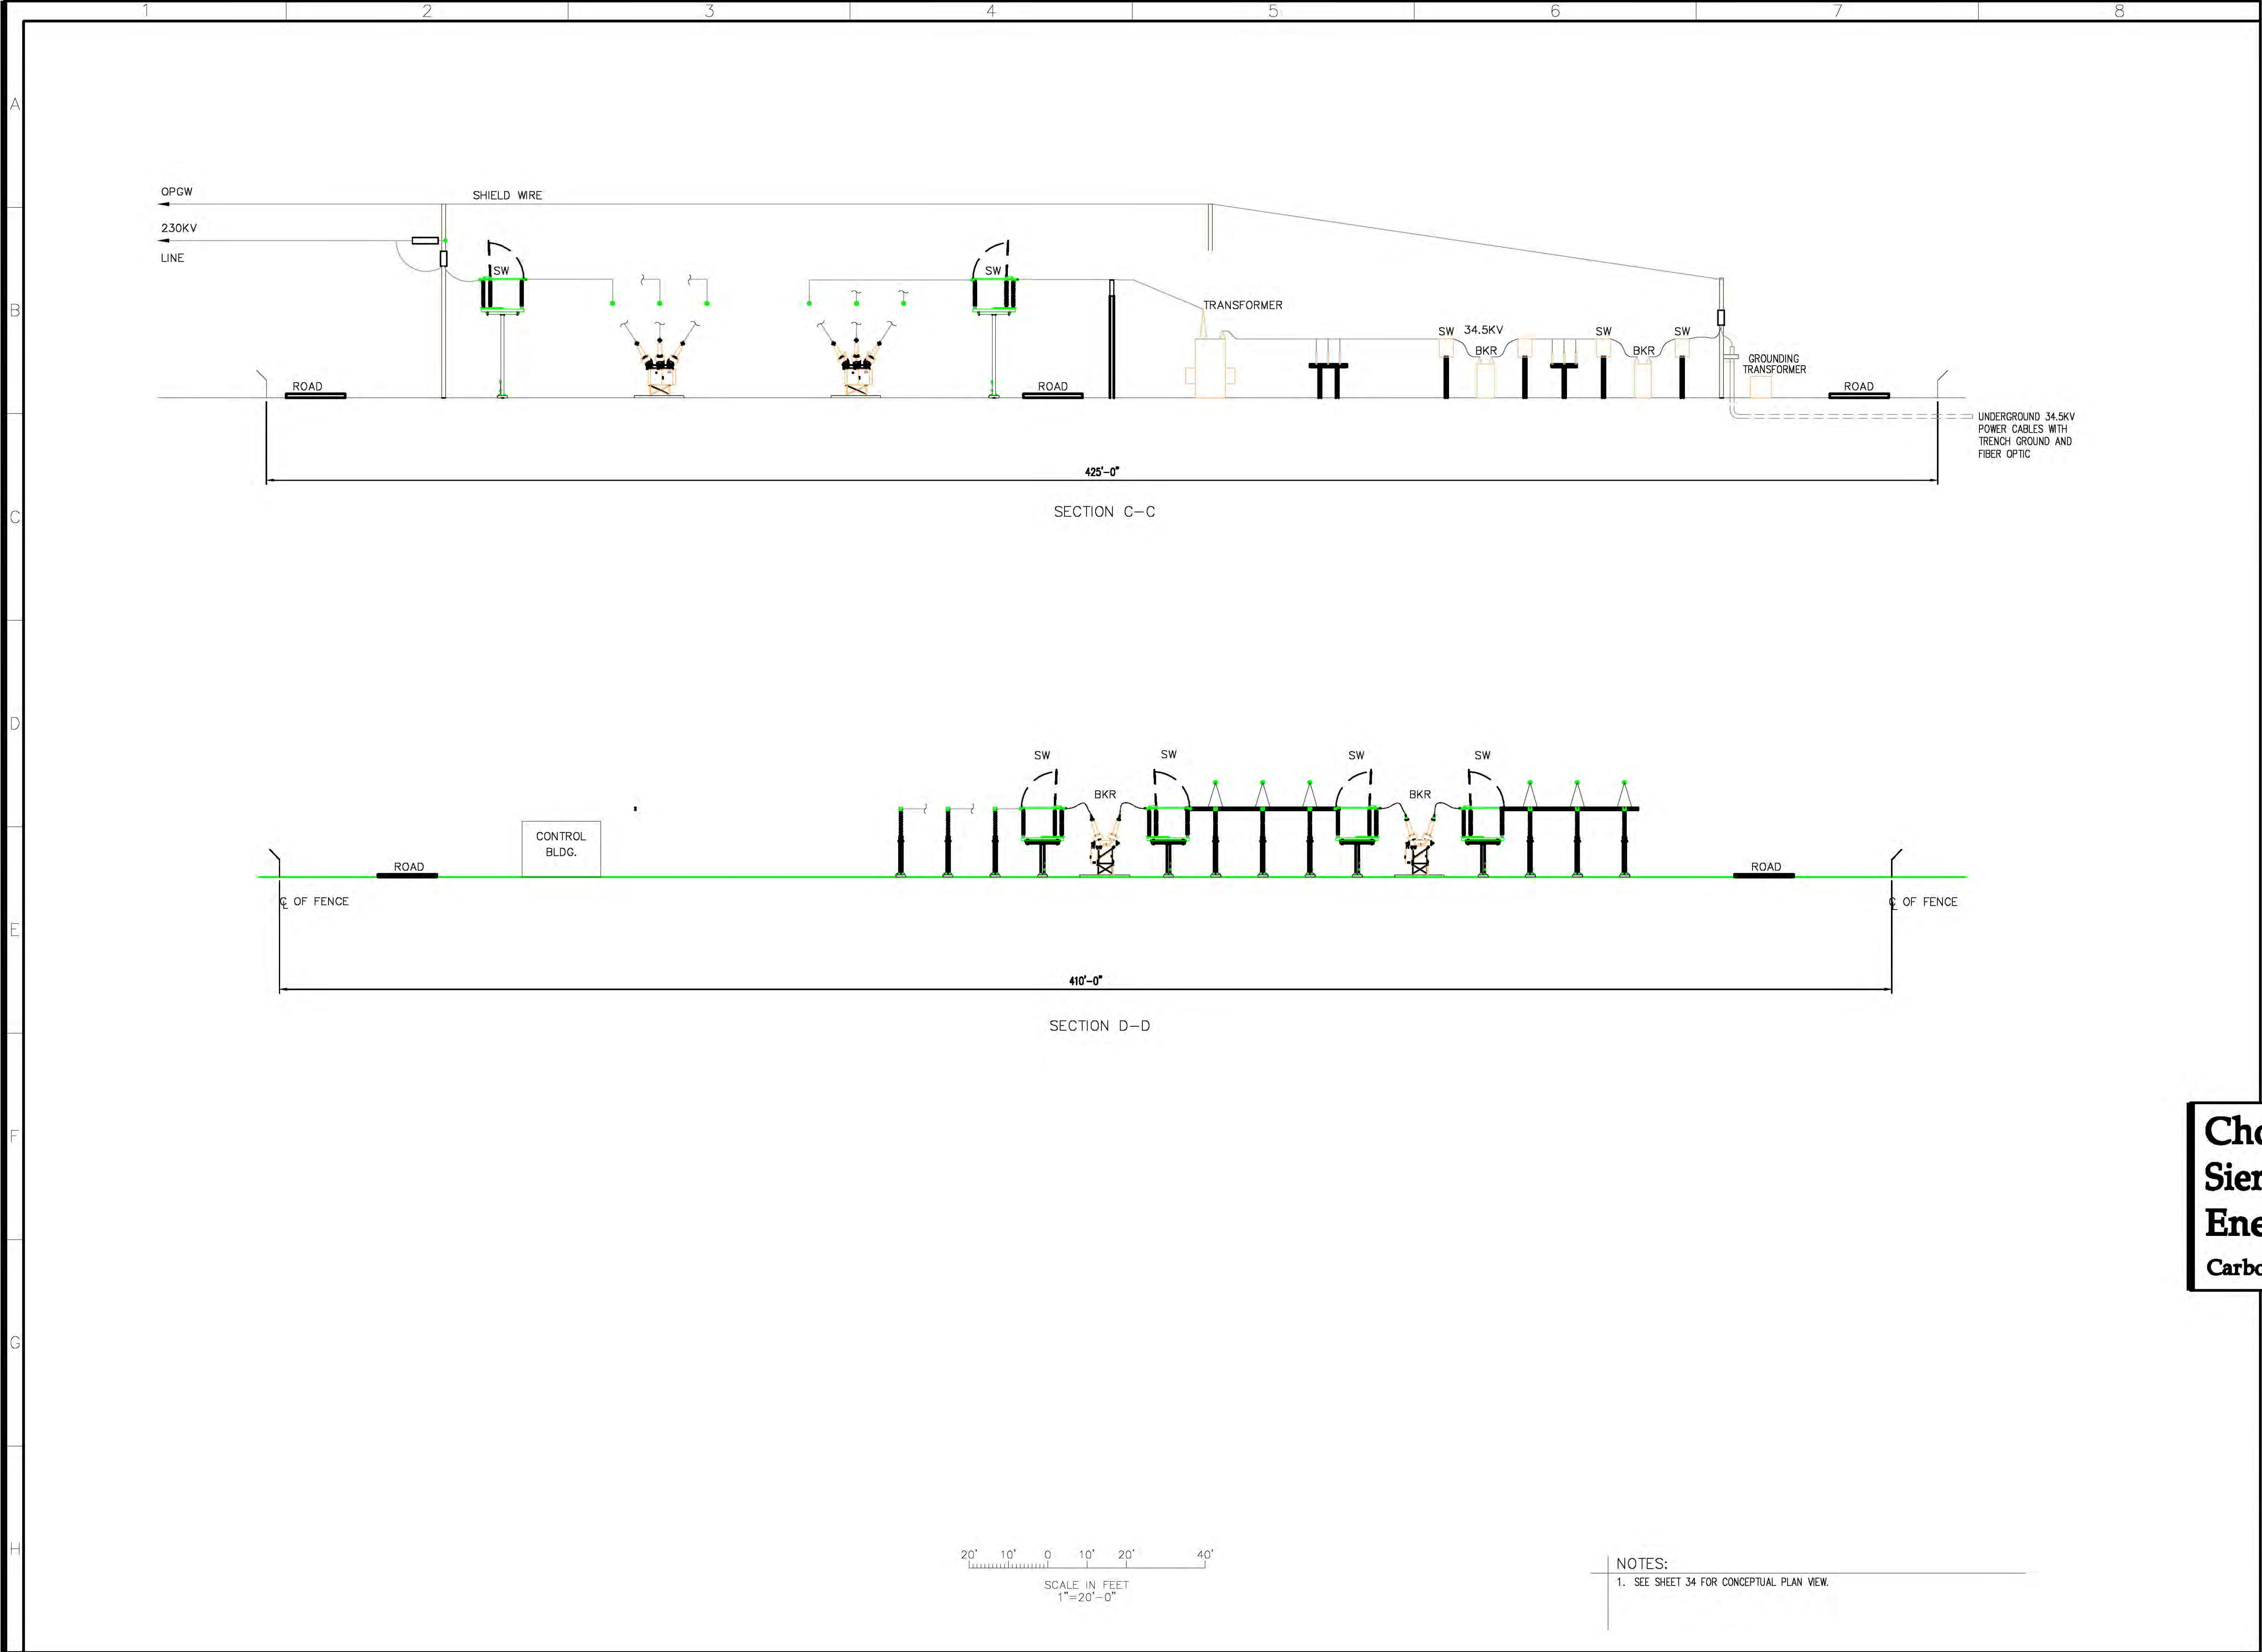 1 2 3 4 5 6 7 8
A
OPGW
SHIELD WIRE
230KV
LINE
SW
SW
B
TRANSFORMER
SW 34.5KV
SW
SW
BKR
BKR
GROUNDING
TRANSFORMER
ROAD
ROAD
ROAD
UNDERGROUND 34.5KV
POWER CABLES WITH
TRENCH GROUND AND
FIBER OPTIC
425'-0"
C
SECTION C-C
D
SW
SW
SW
SW
BKR
BKR
CONTROL
BLDG.
ROAD
ROAD
℄ OF FENCE
℄ OF FENCE
E
410'-0"
SECTION D-D
F
Cho
Sier
Ene
Carbo
G
H
20' 10' 0 10' 20' 40'
SCALE IN FEET
1"=20'-0"
NOTES:
1. SEE SHEET 34 FOR CONCEPTUAL PLAN VIEW.